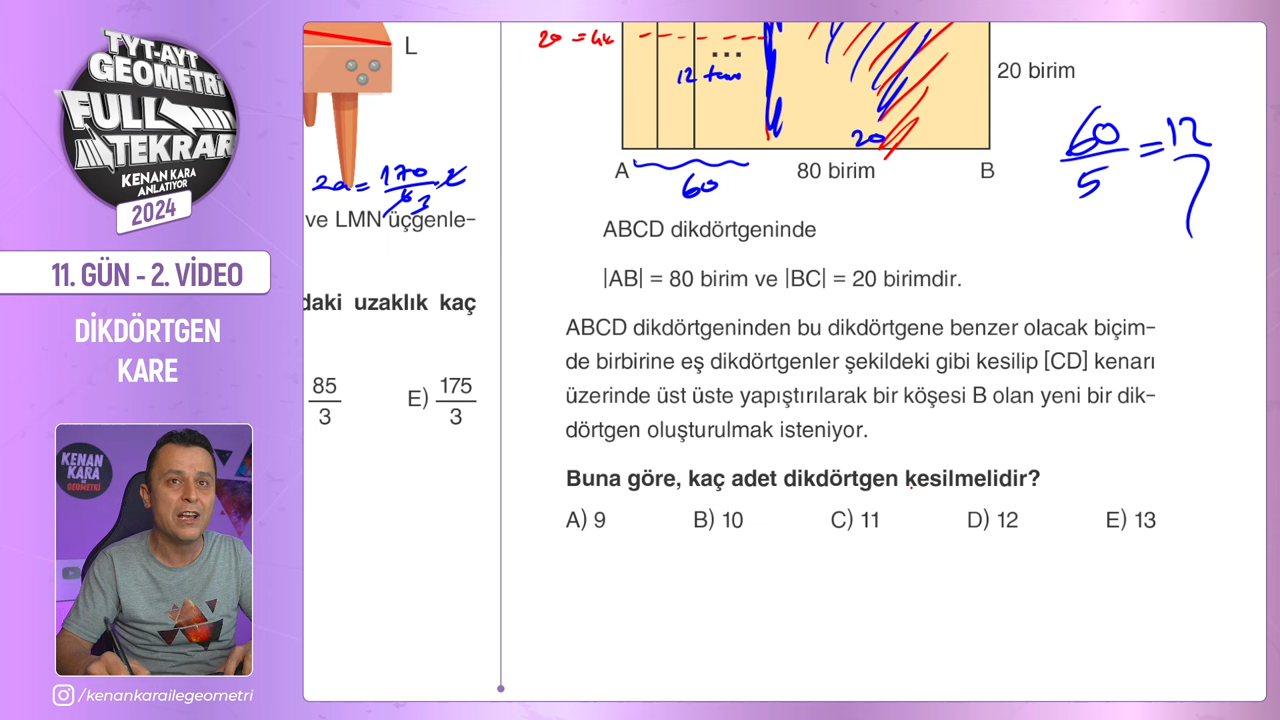 TYT-AYT
GEOMETRİ
FULL
TEKRAR
KENAN KARA
ANLATIYOR
2024
11. GÜN - 2. VİDEO
DİKDÖRTGEN
KARE
KENAN
KARA
GEOMETRİ
/kenankarailegeometri
L
2a = 170
ve LMN üçgenle-
daki uzaklık kaç
85
3
E) 175
3
20 = 4k
...
12 tane
20 birim
20
A
80 birim
B
60
60
5
= 12
ABCD dikdörtgeninde
|AB| = 80 birim ve |BC| = 20 birimdir.
ABCD dikdörtgeninden bu dikdörtgene benzer olacak biçim-
de birbirine eş dikdörtgenler şekildeki gibi kesilip [CD] kenarı
üzerinde üst üste yapıştırılarak bir köşesi B olan yeni bir dik-
dörtgen oluşturulmak isteniyor.
Buna göre, kaç adet dikdörtgen kesilmelidir?
A) 9
B) 10
C) 11
D) 12
E) 13